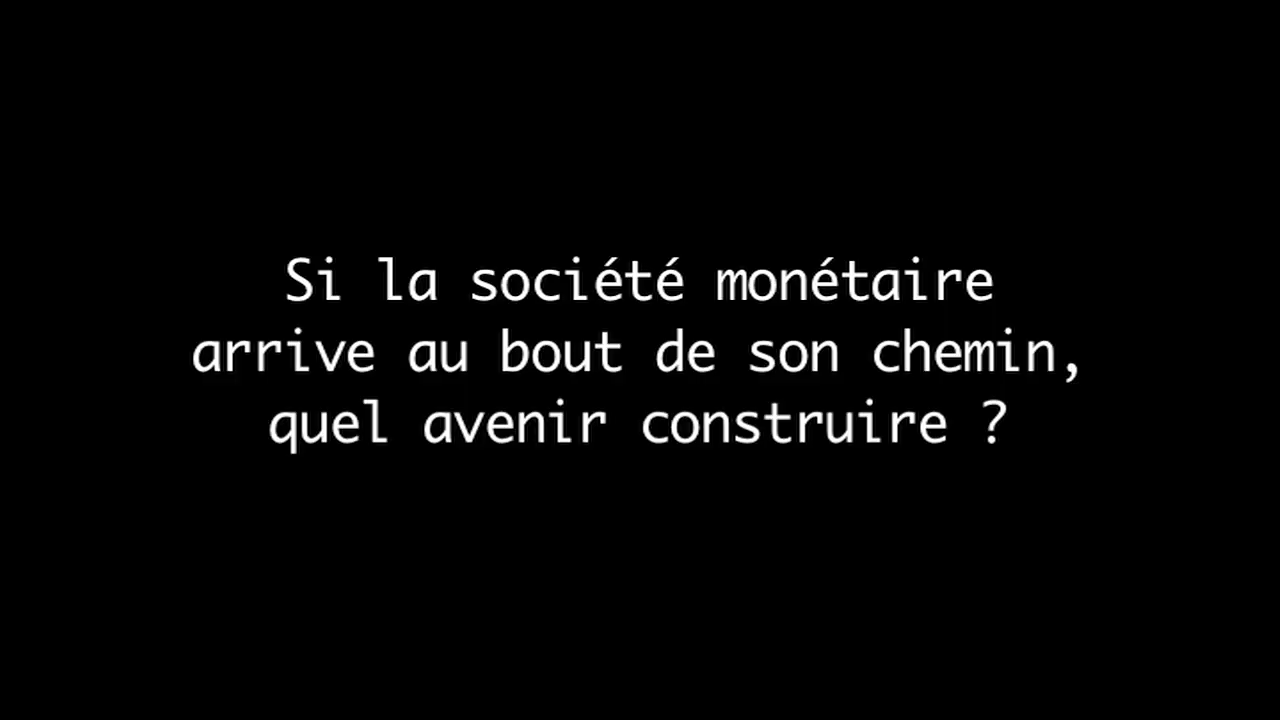 Si la société monétaire
arrive au bout de son chemin,
quel avenir construire ?